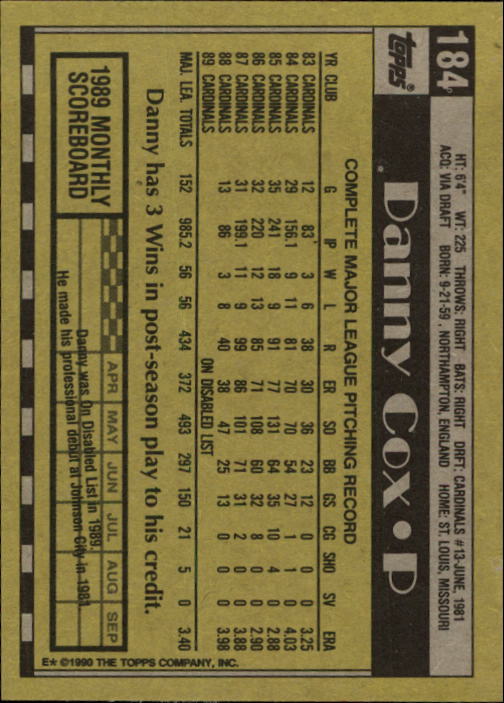 184
topps®
HT: 6'4" WT: 225 THROWS: RIGHT BATS: RIGHT DRFT: CARDINALS #13-JUNE, 1981
ACQ: VIA DRAFT BORN: 9-21-59, NORTHAMPTON, ENGLAND HOME: ST. LOUIS, MISSOURI
Danny Cox • P
COMPLETE MAJOR LEAGUE PITCHING RECORD
YR CLUB G IP W L R ER SO BB GS CG SHO SV ERA
83 CARDINALS 12 83 3 6 38 30 36 23 12 0 0 0 3.25
84 CARDINALS 29 156.1 9 11 81 70 70 54 27 1 1 0 4.03
85 CARDINALS 35 241 18 9 91 77 131 64 35 10 4 0 2.88
86 CARDINALS 32 220 12 13 85 71 108 60 32 8 0 0 2.90
87 CARDINALS 31 199.1 11 9 99 86 101 71 31 2 0 0 3.88
88 CARDINALS 13 86 3 8 40 38 47 25 13 0 0 0 3.98
89 CARDINALS ON DISABLED LIST
MAJ. LEA. TOTALS 152 985.2 56 56 434 372 493 297 150 21 5 0 3.40
Danny has 3 Wins in post-season play to his credit.
1989 MONTHLY
SCOREBOARD
APR MAY JUN JUL AUG SEP
Danny was On Disabled List in 1989.
He made his professional debut at Johnson City in 1981.
E* ©1990 THE TOPPS COMPANY, INC.